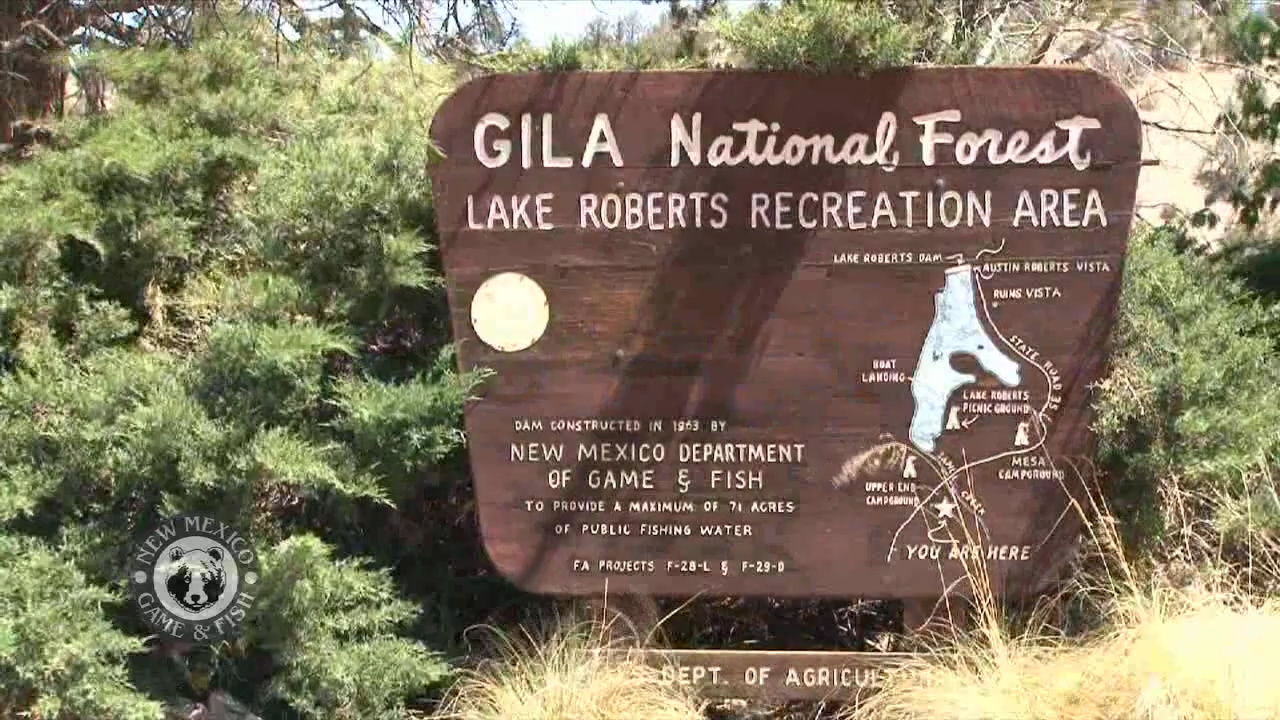 GILA National Forest
LAKE ROBERTS RECREATION AREA
LAKE ROBERTS DAM
AUSTIN ROBERTS VISTA
RUINS VISTA
STATE ROAD
BOAT
LANDING
LAKE ROBERTS
PICNIC GROUND
MESA
CAMPGROUND
UPPER END
CAMPGROUND
CREEK
YOU ARE HERE
DAM CONSTRUCTED IN 1963 BY
NEW MEXICO DEPARTMENT
OF GAME & FISH
TO PROVIDE A MAXIMUM OF 71 ACRES
OF PUBLIC FISHING WATER
FA PROJECTS F-28-L & F-29-D
DEPT. OF AGRICULTURE
NEW MEXICO
GAME & FISH